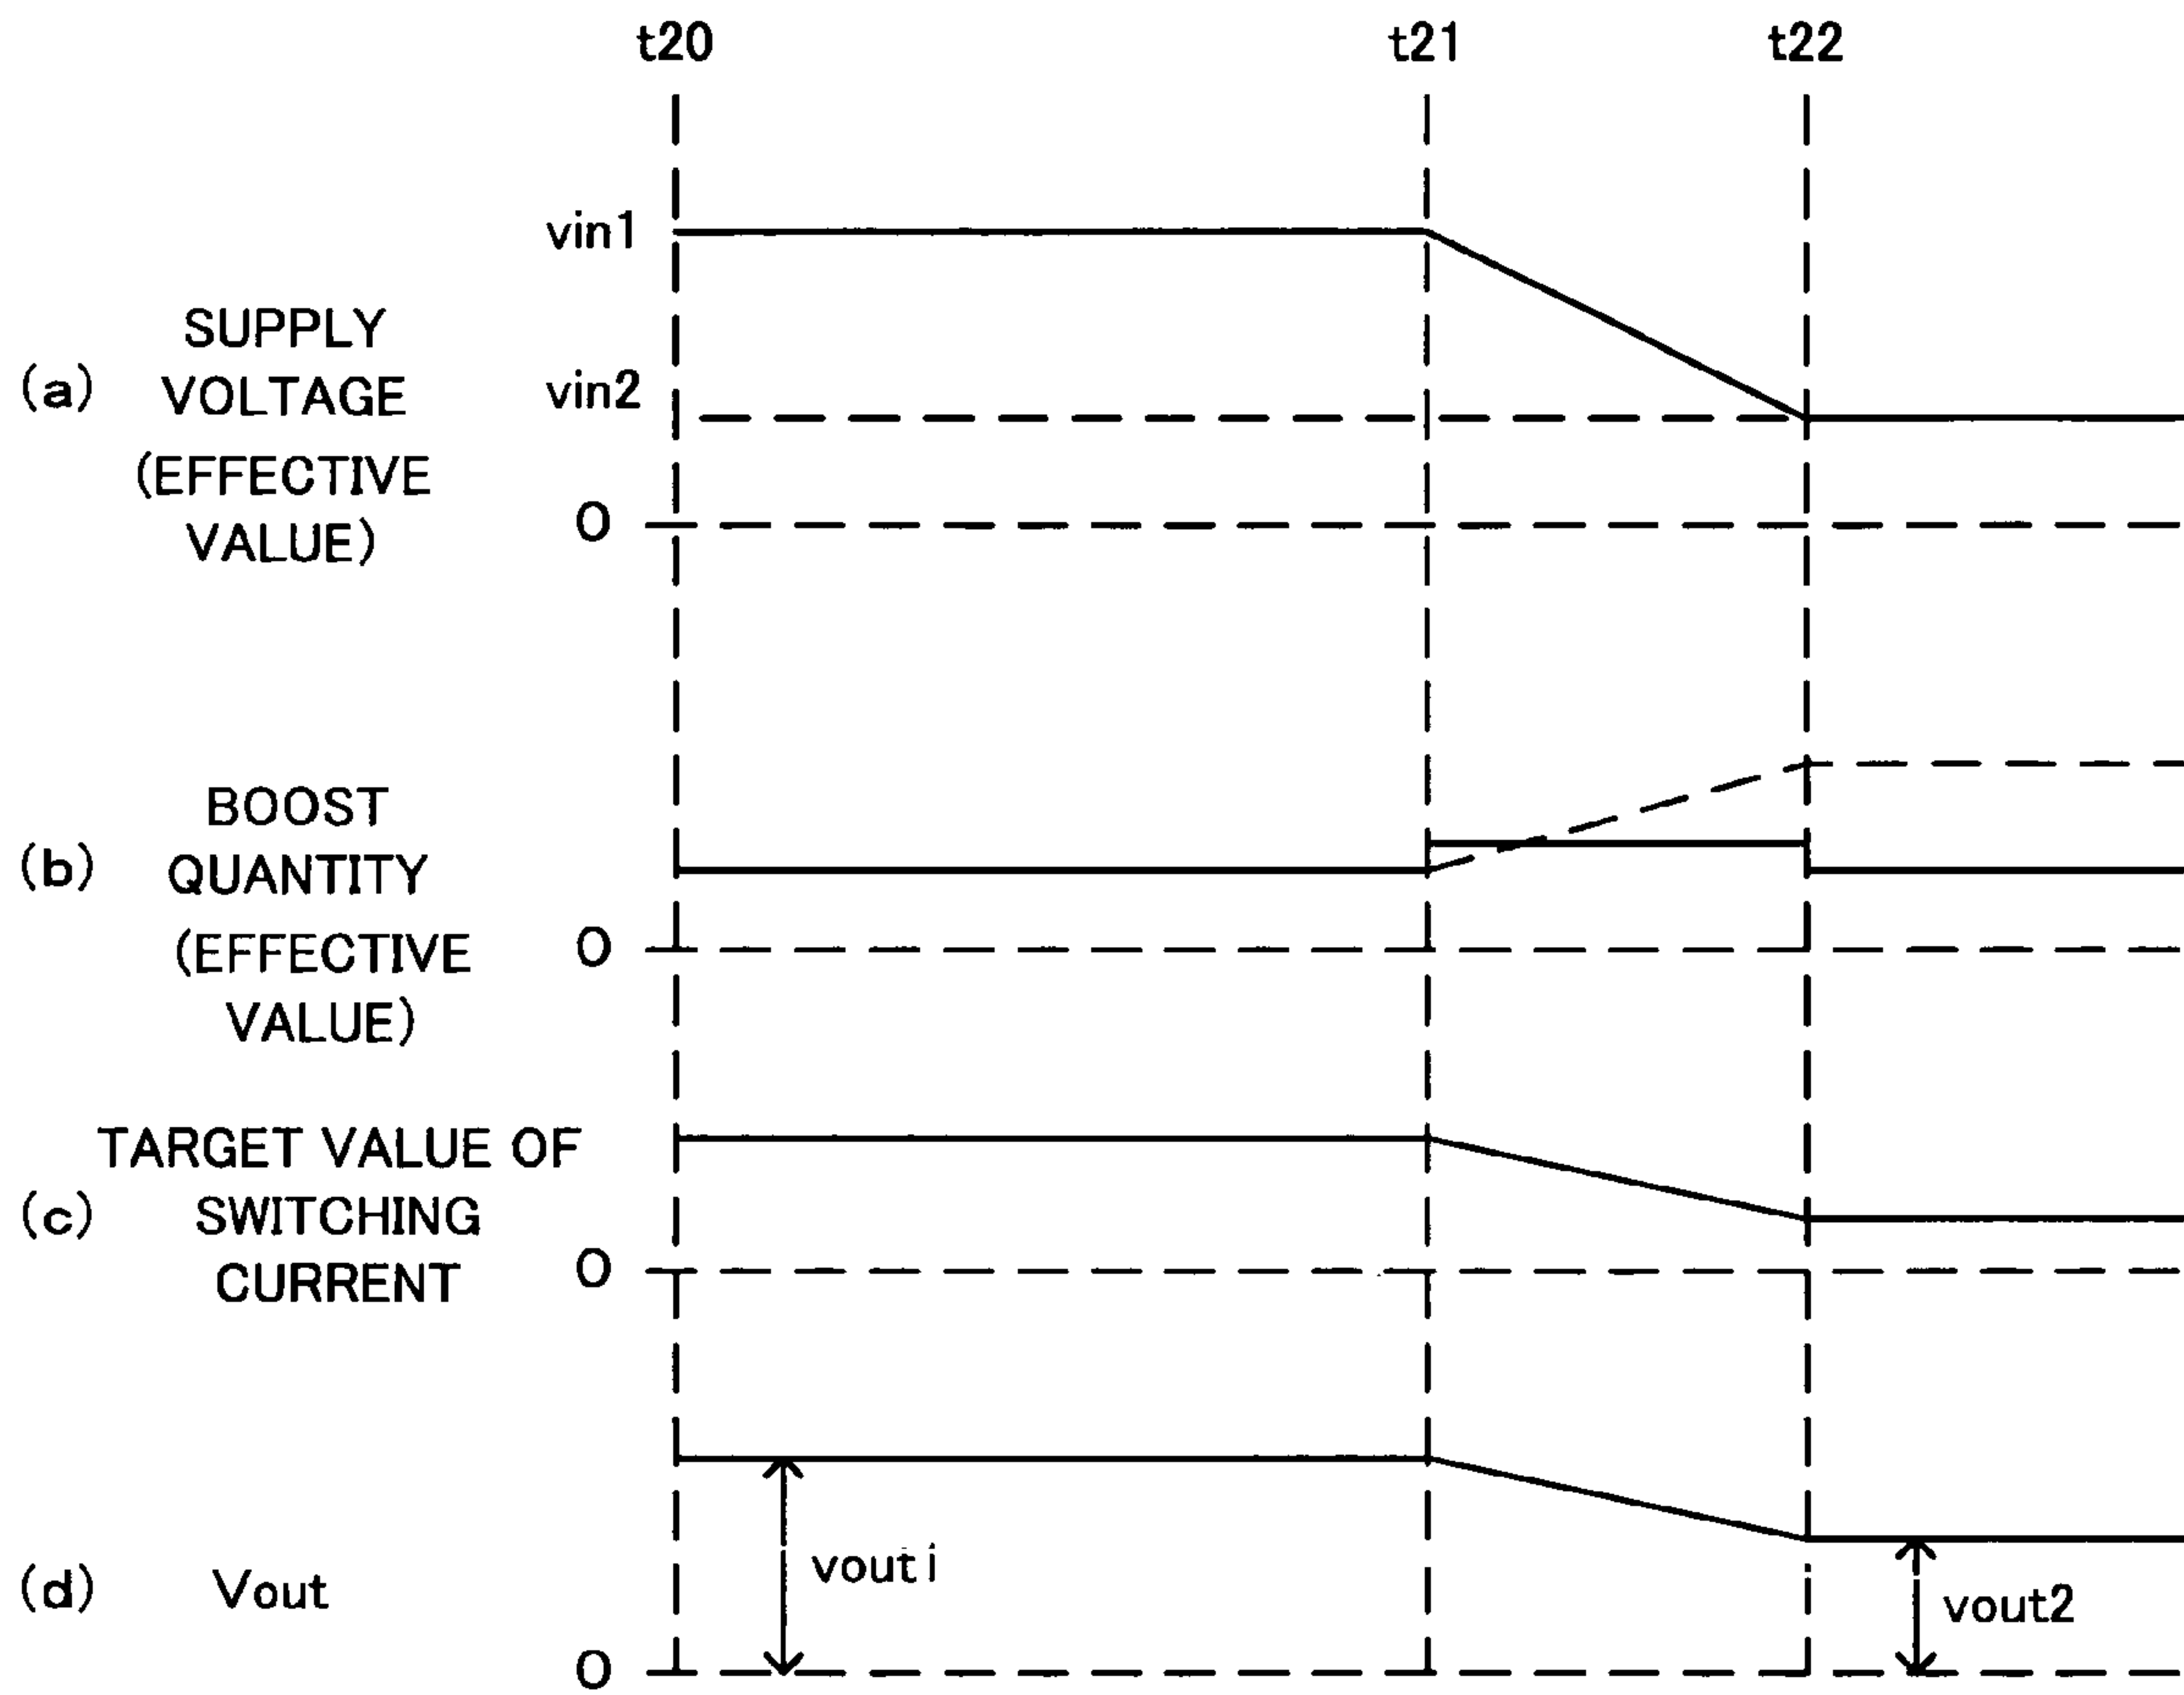 t20
t21
t22
vin1
vin2
0
(a)
SUPPLY
VOLTAGE
(EFFECTIVE
VALUE)
(b)
BOOST
QUANTITY
(EFFECTIVE
VALUE)
0
(c)
TARGET VALUE OF
SWITCHING
CURRENT
0
(d)
Vout
vouti
vout2
0